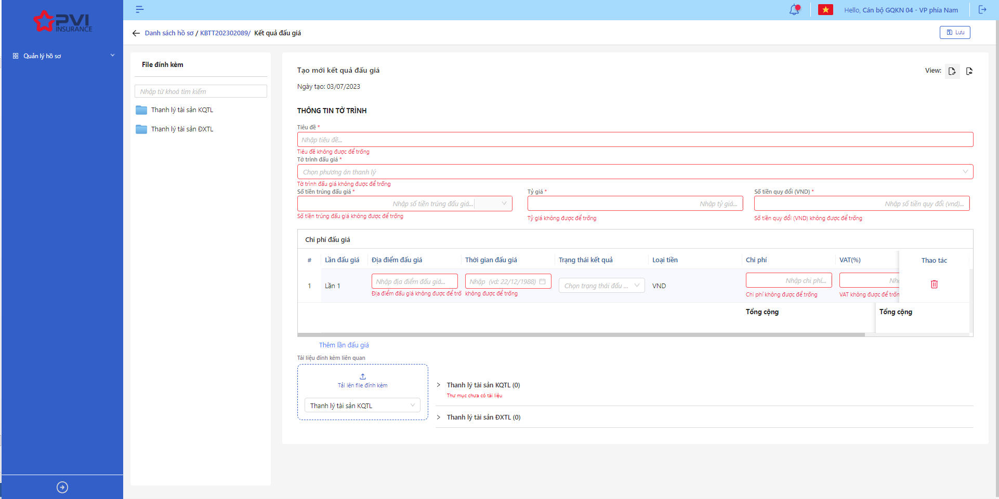 PVI
INSURANCE
Quản lý hồ sơ
Hello, Cán bộ GQKN 04 - VP phía Nam
Danh sách hồ sơ / KBTT202302089/ Kết quả đấu giá
Lưu
File đính kèm
Nhập từ khoá tìm kiếm
Thanh lý tài sản KQTL
Thanh lý tài sản ĐXTL
Tạo mới kết quả đấu giá
View:
Ngày tạo: 03/07/2023
THÔNG TIN TỜ TRÌNH
Tiêu đề *
Nhập tiêu đề...
Tiêu đề không được để trống
Tờ trình đấu giá *
Chọn phương án thanh lý
Tờ trình đấu giá không được để trống
Số tiền trúng đấu giá * Tỷ giá * Số tiền quy đổi (VND) *
Nhập số tiền trúng đấu giá... Nhập tỷ giá... Nhập số tiền quy đổi (vnd)...
Số tiền trúng đấu giá không được để trống Tỷ giá không được để trống Số tiền quy đổi (VND) không được để trống
Chi phí đấu giá
# Lần đấu giá Địa điểm đấu giá Thời gian đấu giá Trạng thái kết quả Loại tiền Chi phí VAT(%) Thao tác
Nhập địa điểm đấu giá... Nhập (vd: 22/12/1988) Nhập chi phí...
1 Lần 1 Chọn trạng thái đấu ... VND
Địa điểm đấu giá không được để trố không được để trống Chi phí không được để trống VAT không được để trốn
Tổng cộng Tổng cộng
Thêm lần đấu giá
Tài liệu đính kèm liên quan
Tải lên file đính kèm
Thanh lý tài sản KQTL
Thanh lý tài sản KQTL (0)
Thư mục chưa có tài liệu
Thanh lý tài sản ĐXTL (0)